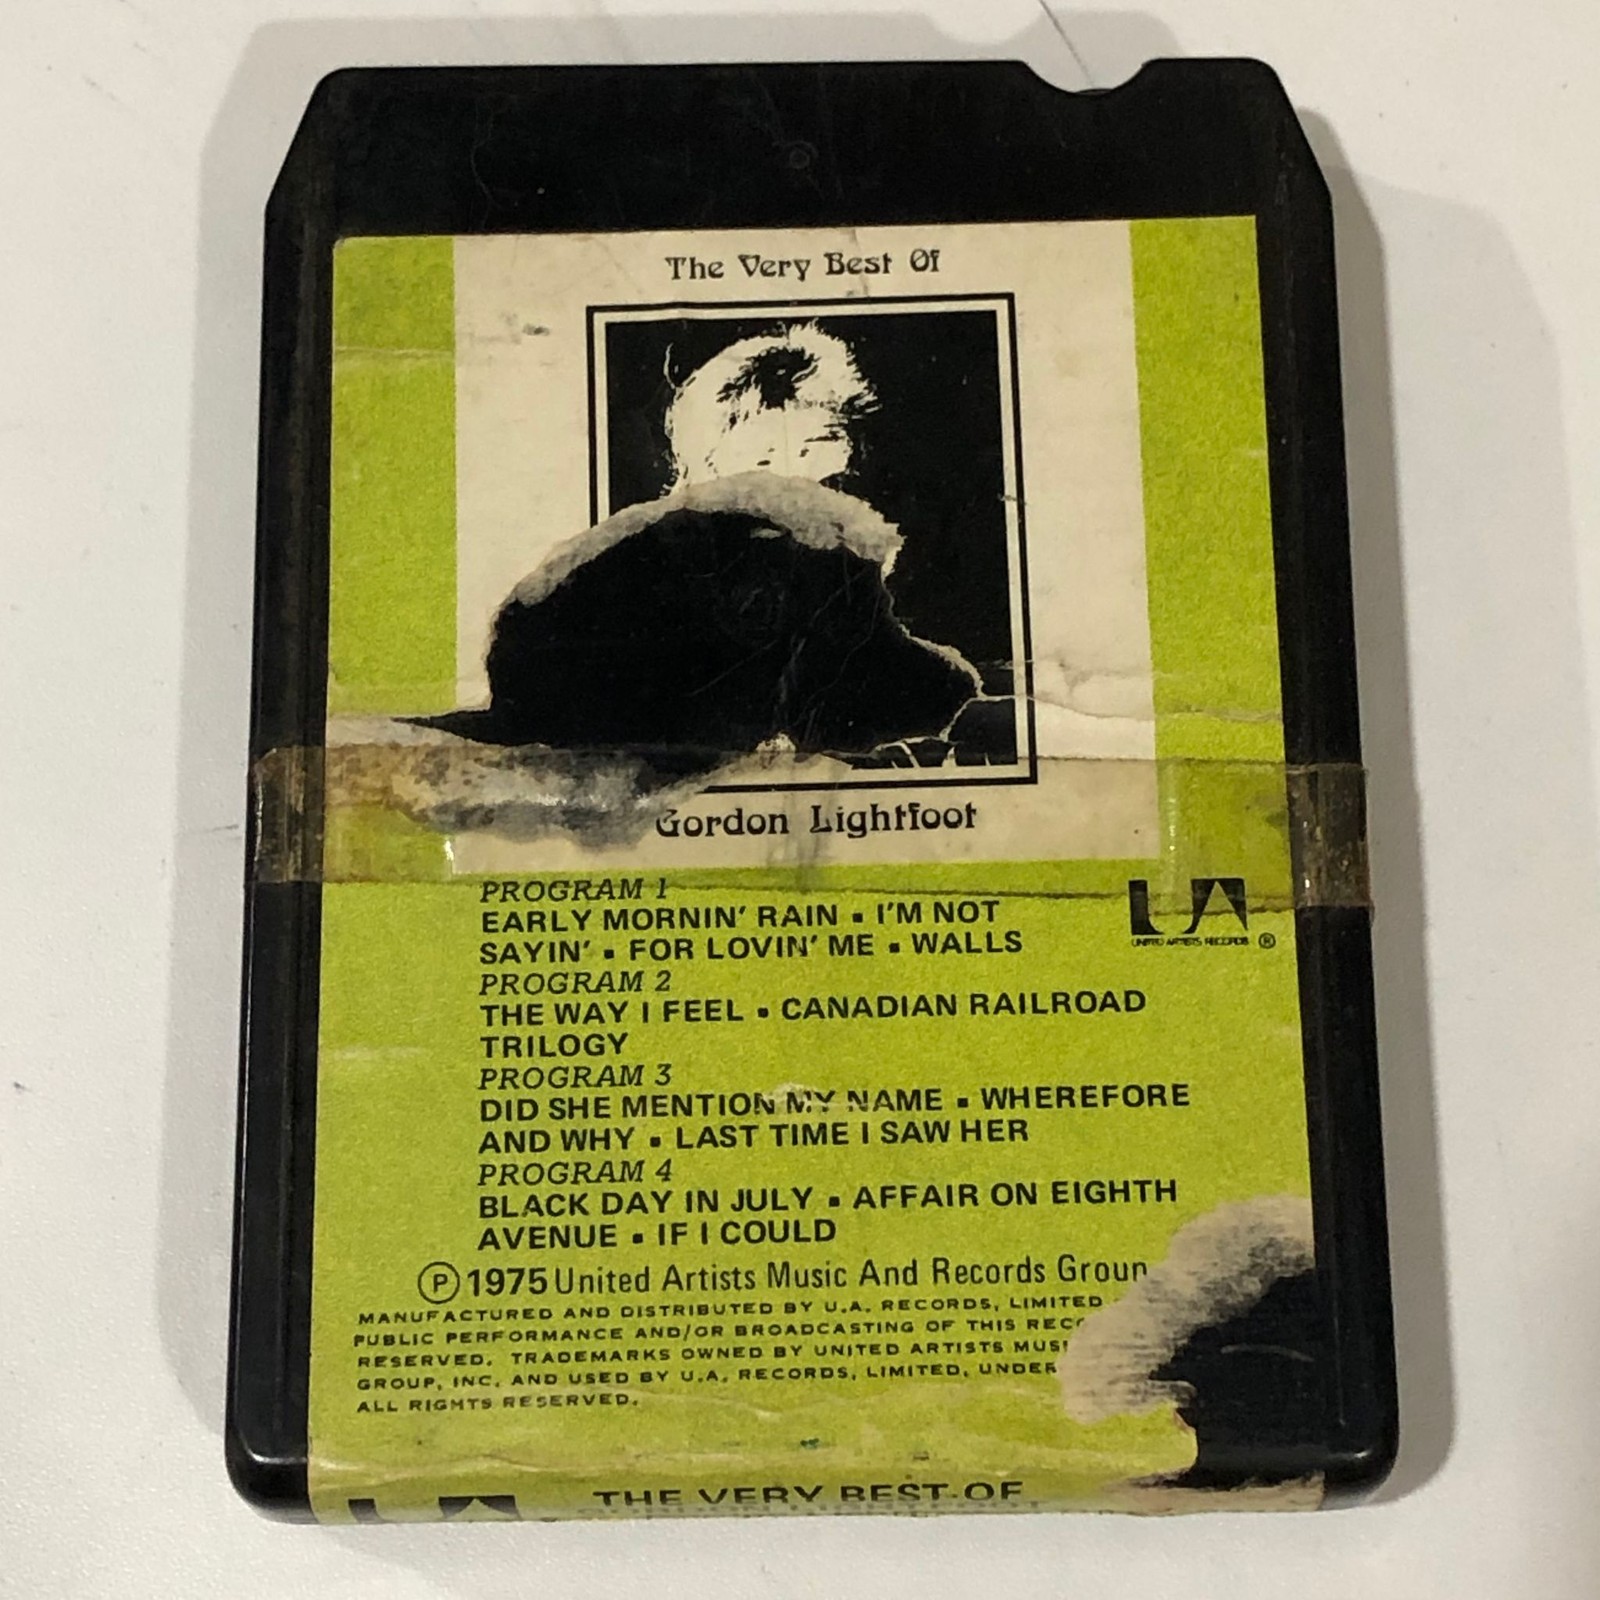 The Very Best Of
Gordon Lightfoot
PROGRAM 1
EARLY MORNIN' RAIN ▪ I'M NOT
SAYIN' ▪ FOR LOVIN' ME ▪ WALLS
UA
UNITED ARTISTS RECORDS ®
PROGRAM 2
THE WAY I FEEL ▪ CANADIAN RAILROAD
TRILOGY
PROGRAM 3
DID SHE MENTION MY NAME ▪ WHEREFORE
AND WHY ▪ LAST TIME I SAW HER
PROGRAM 4
BLACK DAY IN JULY ▪ AFFAIR ON EIGHTH
AVENUE ▪ IF I COULD
Ⓟ 1975 United Artists Music And Records Group
MANUFACTURED AND DISTRIBUTED BY U.A. RECORDS, LIMITED
PUBLIC PERFORMANCE AND/OR BROADCASTING OF THIS
RESERVED. TRADEMARKS OWNED BY UNITED ARTISTS
GROUP, INC. AND USED BY U.A. RECORDS, LIMITED, UNDER
ALL RIGHTS RESERVED.
THE VERY BEST OF